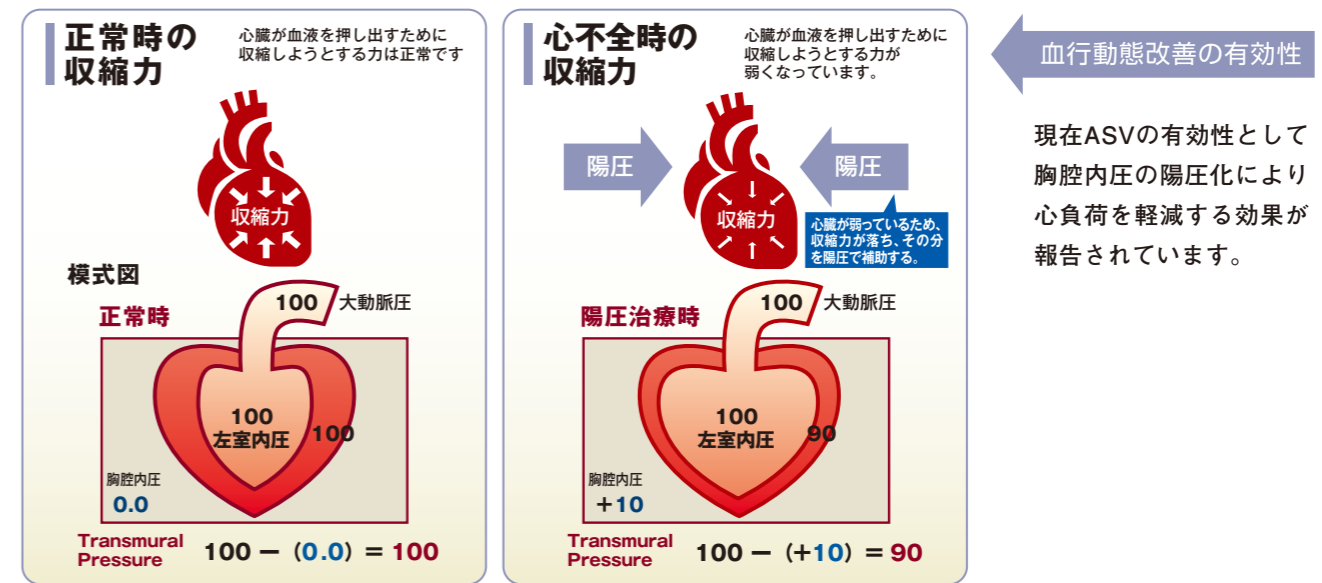 正常時の
収縮力
心臓が血液を押し出すために
収縮しようとする力は正常です
収縮力
模式図
正常時
100 大動脈圧
100
左室内圧
100
胸腔内圧
0.0
Transmural
Pressure
100 − (0.0) = 100
心不全時の
収縮力
心臓が血液を押し出すために
収縮しようとする力が
弱くなっています。
陽圧
陽圧
収縮力
心臓が弱っているため、
収縮力が落ち、その分
を陽圧で補助する。
陽圧治療時
100 大動脈圧
100
左室内圧
90
胸腔内圧
+10
Transmural
Pressure
100 − (+10) = 90
血行動態改善の有効性
現在ASVの有効性として
胸腔内圧の陽圧化により
心負荷を軽減する効果が
報告されています。